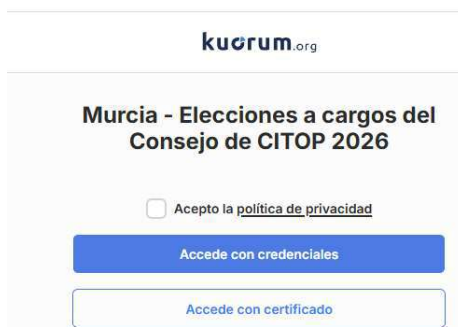 kuorum.org
Murcia - Elecciones a cargos del
Consejo de CITOP 2026
Acepto la política de privacidad
Accede con credenciales
Accede con certificado